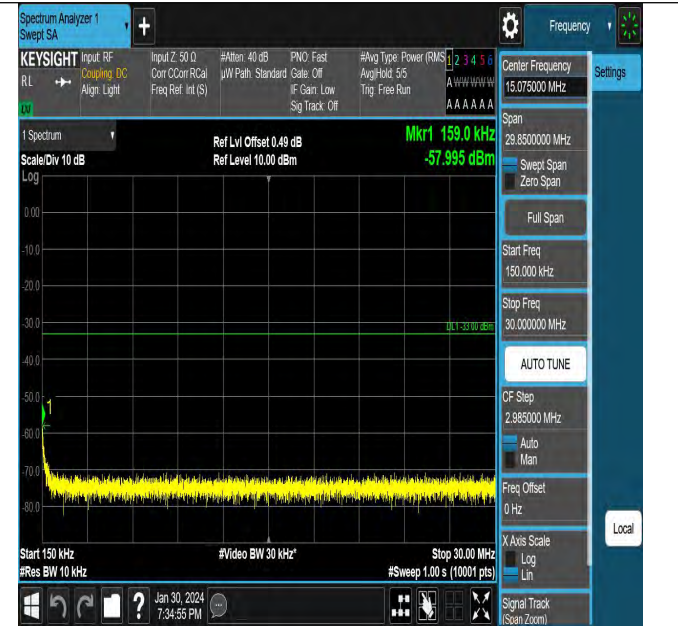 Spectrum Analyzer 1
Swept SA
Frequency
KEYSIGHT
RL
LXI
Input: RF
Coupling: DC
Align: Light
Input Z: 50 Ω
Corr CCorr RCal
Freq Ref: Int (S)
#Atten: 40 dB
µW Path: Standard
PNO: Fast
Gate: Off
IF Gain: Low
Sig Track: Off
#Avg Type: Power (RMS
Avg|Hold: 5/5
Trig: Free Run
1 2 3 4 5 6
A W W W W W
A A A A A A
1 Spectrum
Scale/Div 10 dB
Log
Ref Lvl Offset 0.49 dB
Ref Level 10.00 dBm
Mkr1 159.0 kHz
-57.995 dBm
0.00
-10.0
-20.0
-30.0
DL1 -33.00 dBm
-40.0
-50.0
1
-60.0
-70.0
-80.0
Start 150 kHz
#Res BW 10 kHz
#Video BW 30 kHz*
Stop 30.00 MHz
#Sweep 1.00 s (10001 pts)
Center Frequency
15.075000 MHz
Settings
Span
29.8500000 MHz
Swept Span
Zero Span
Full Span
Start Freq
150.000 kHz
Stop Freq
30.000000 MHz
AUTO TUNE
CF Step
2.985000 MHz
Auto
Man
Freq Offset
0 Hz
X Axis Scale
Log
Lin
Local
Signal Track
(Span Zoom)
?
Jan 30, 2024
7:34:55 PM